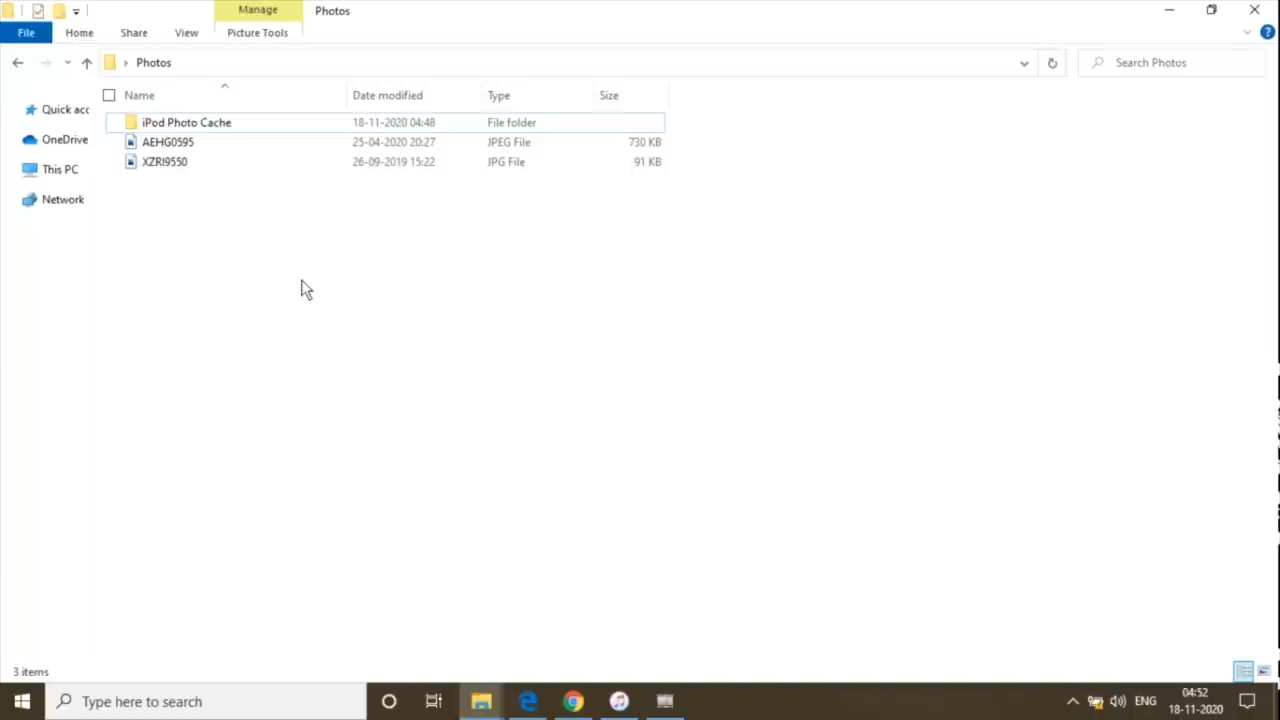 Manage
Photos
File
Home
Share
View
Picture Tools
Photos
Search Photos
Name
Date modified
Type
Size
Quick acc
OneDrive
This PC
Network
iPod Photo Cache 18-11-2020 04:48 File folder
AEHG0595 25-04-2020 20:27 JPEG File 730 KB
XZRI9550 26-09-2019 15:22 JPG File 91 KB
3 items
Type here to search
ENG
04:52
18-11-2020